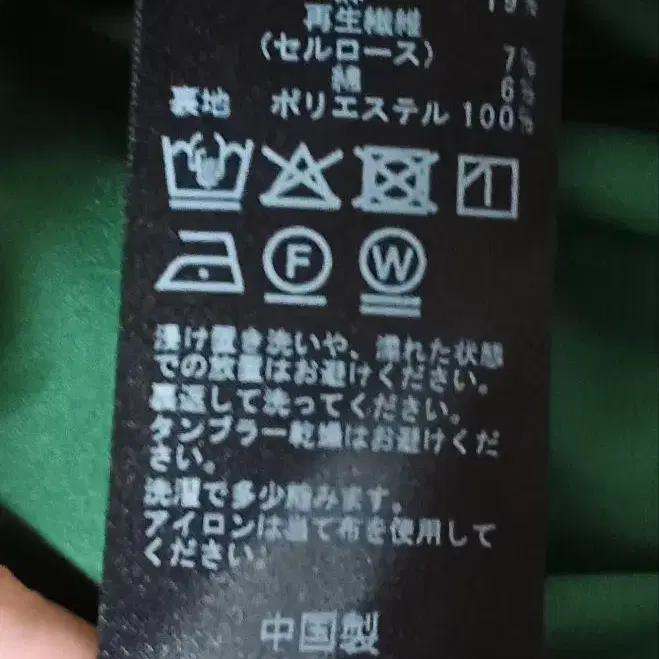 19%
再生繊維
(セルロース) 7%
綿 6%
裏地 ポリエステル 100%
F W
浸け置き洗いや、濡れた状態
での放置はお避けください。
裏返して洗ってください。
タンブラー乾燥はお避けくだ
さい。
洗濯で多少縮みます。
アイロンは当て布を使用して
ください。
中国製